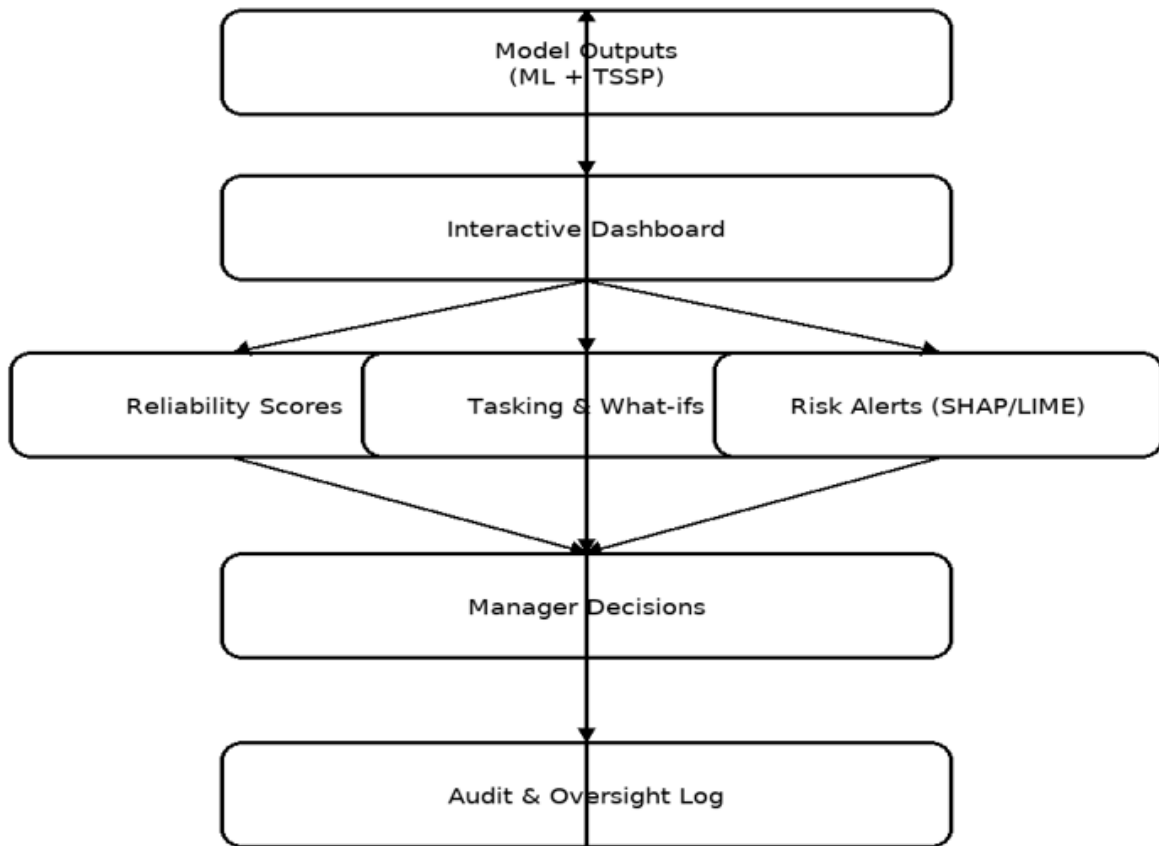 Model Outputs
(ML + TSSP)
Interactive Dashboard
Reliability Scores
Tasking & What-ifs
Risk Alerts (SHAP/LIME)
Manager Decisions
Audit & Oversight Log